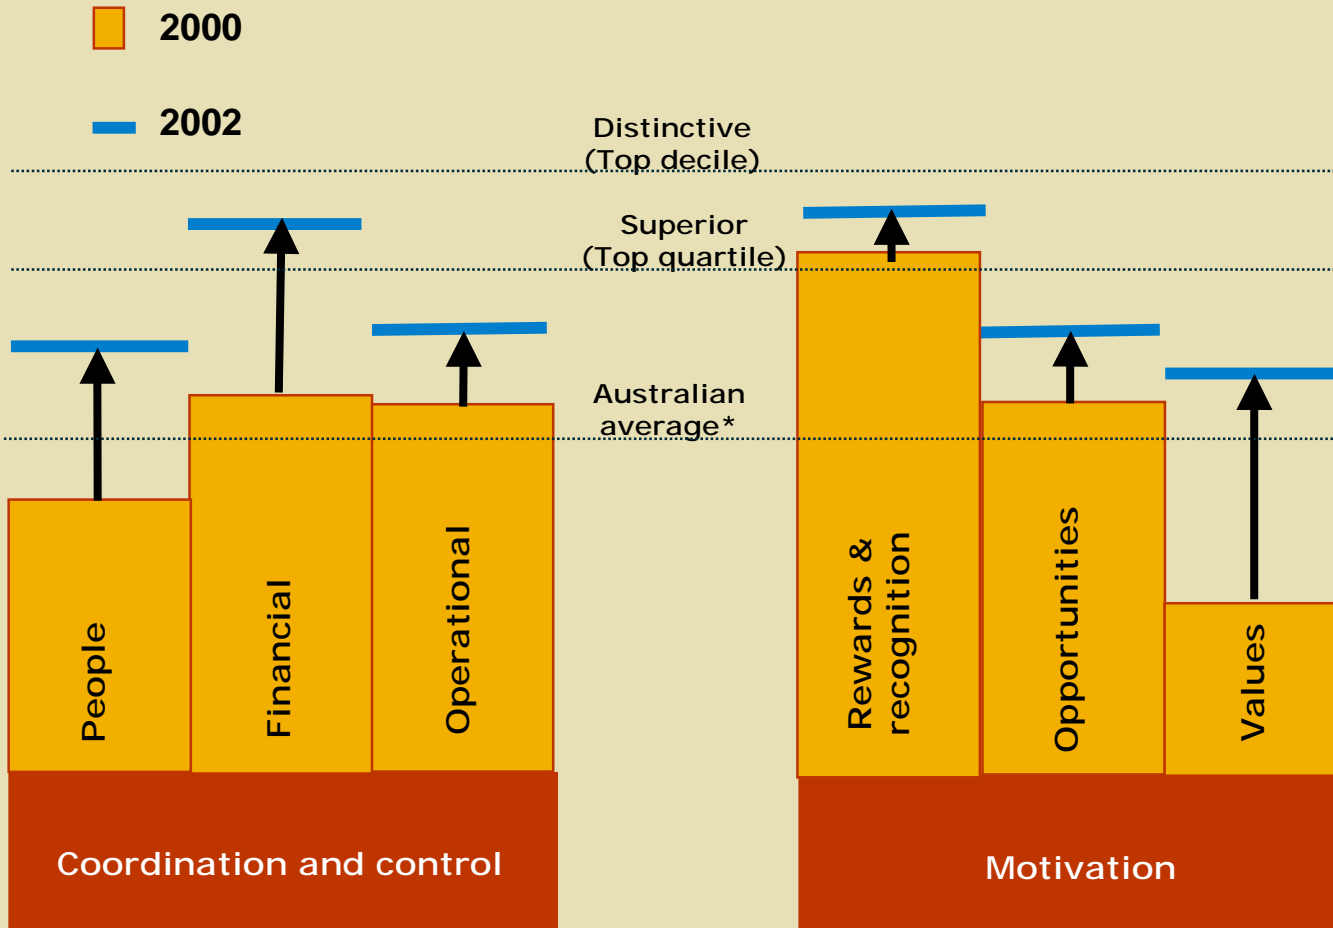 2000
2002
Distinctive
(Top decile)
Superior
(Top quartile)
Australian
average*
People
Financial
Operational
Rewards &
recognition
Opportunities
Values
Coordination and control
Motivation